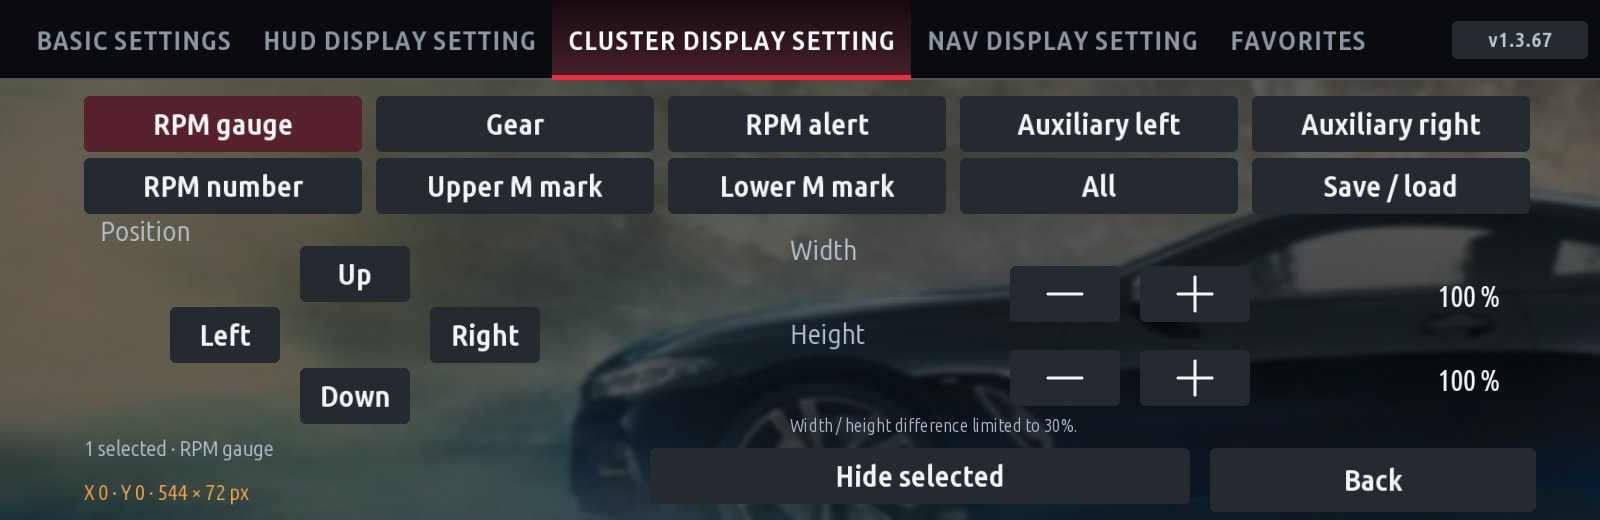 BASIC SETTINGS HUD DISPLAY SETTING CLUSTER DISPLAY SETTING NAV DISPLAY SETTING FAVORITES v1.3.67
RPM gauge Gear RPM alert Auxiliary left Auxiliary right
RPM number Upper M mark Lower M mark All Save / load
Position
Up
Left Right
Down
Width
— + 100 %
Height
— + 100 %
Width / height difference limited to 30%.
1 selected · RPM gauge
X 0 · Y 0 · 544 × 72 px
Hide selected Back